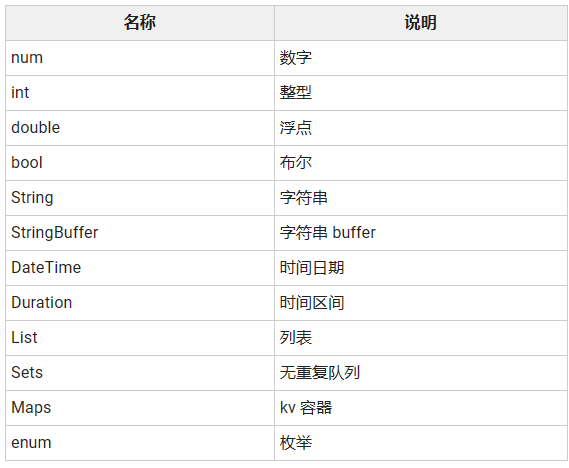 名称 说明
num 数字
int 整型
double 浮点
bool 布尔
String 字符串
StringBuffer 字符串 buffer
DateTime 时间日期
Duration 时间区间
List 列表
Sets 无重复队列
Maps kv 容器
enum 枚举